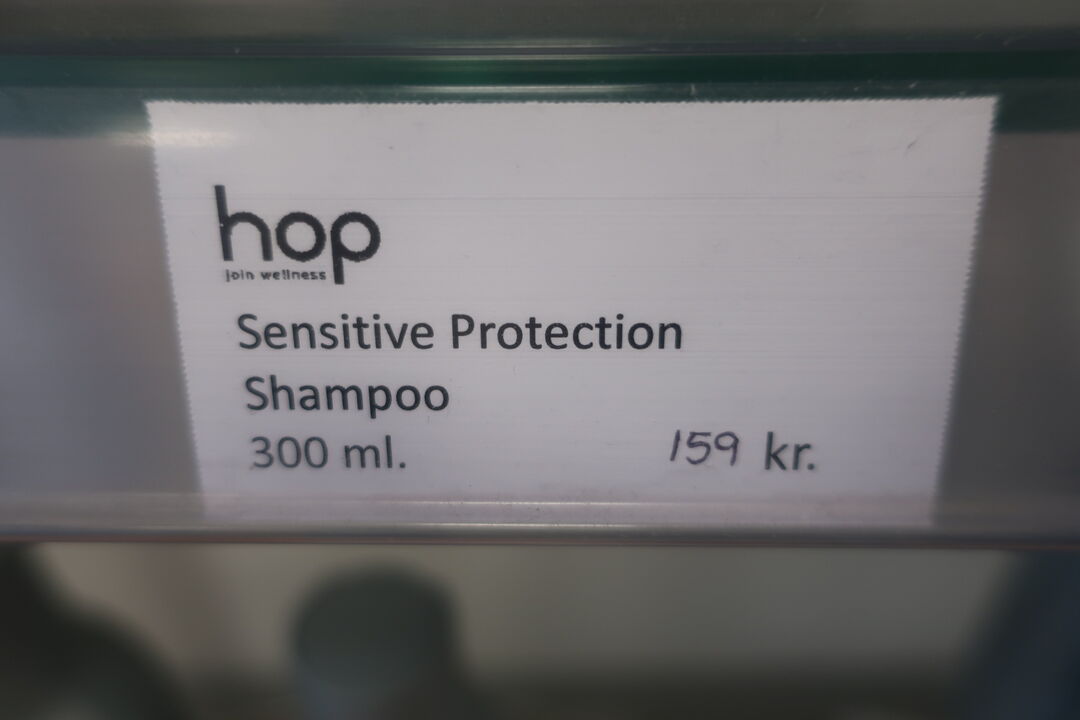 hop
join wellness
Sensitive Protection
Shampoo
300 ml. 159 kr.